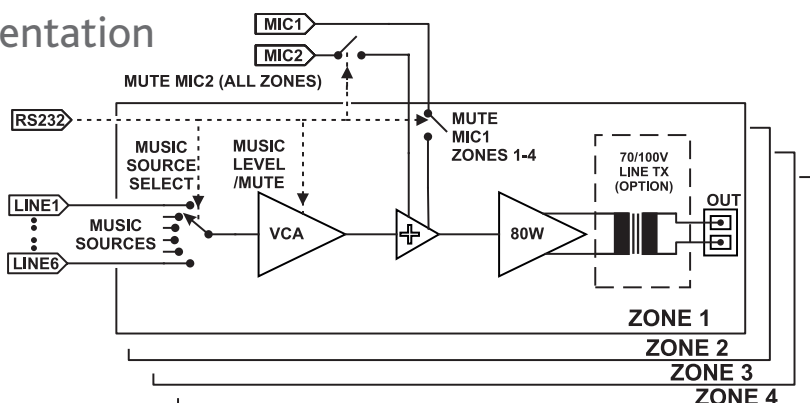 entation
MIC1
MIC2
MUTE MIC2 (ALL ZONES)
RS232
MUTE
MIC1
ZONES 1-4
MUSIC
SOURCE
SELECT
MUSIC
LEVEL
/MUTE
70/100V
LINE TX
(OPTION)
LINE1
MUSIC
SOURCES
LINE6
VCA
80W
OUT
ZONE 1
ZONE 2
ZONE 3
ZONE 4